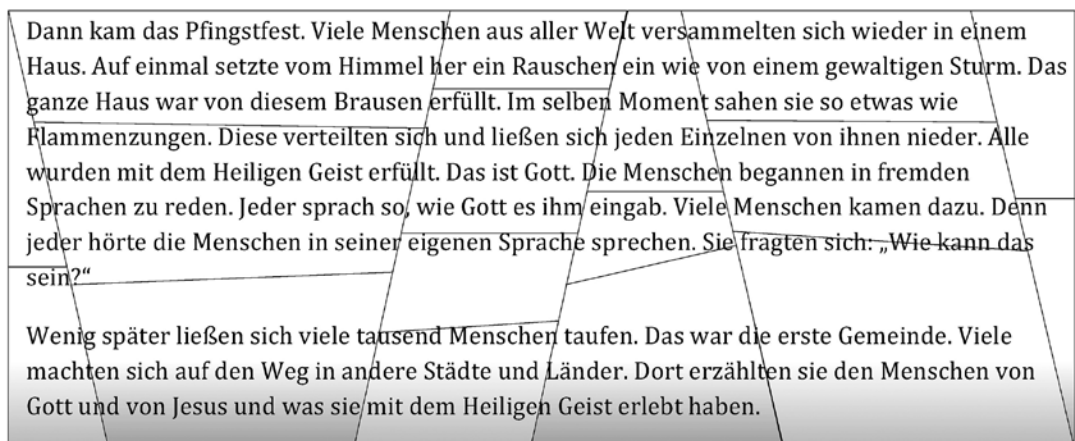 Dann kam das Pfingstfest. Viele Menschen aus aller Welt versammelten sich wieder in einem
Haus. Auf einmal setzte vom Himmel her ein Rauschen ein wie von einem gewaltigen Sturm. Das
ganze Haus war von diesem Brausen erfüllt. Im selben Moment sahen sie so etwas wie
Flammenzungen. Diese verteilten sich und ließen sich jeden Einzelnen von ihnen nieder. Alle
wurden mit dem Heiligen Geist erfüllt. Das ist Gott. Die Menschen begannen in fremden
Sprachen zu reden. Jeder sprach so, wie Gott es ihm eingab. Viele Menschen kamen dazu. Denn
jeder hörte die Menschen in seiner eigenen Sprache sprechen. Sie fragten sich: „Wie kann das
sein?“
Wenig später ließen sich viele tausend Menschen taufen. Das war die erste Gemeinde. Viele
machten sich auf den Weg in andere Städte und Länder. Dort erzählten sie den Menschen von
Gott und von Jesus und was sie mit dem Heiligen Geist erlebt haben.